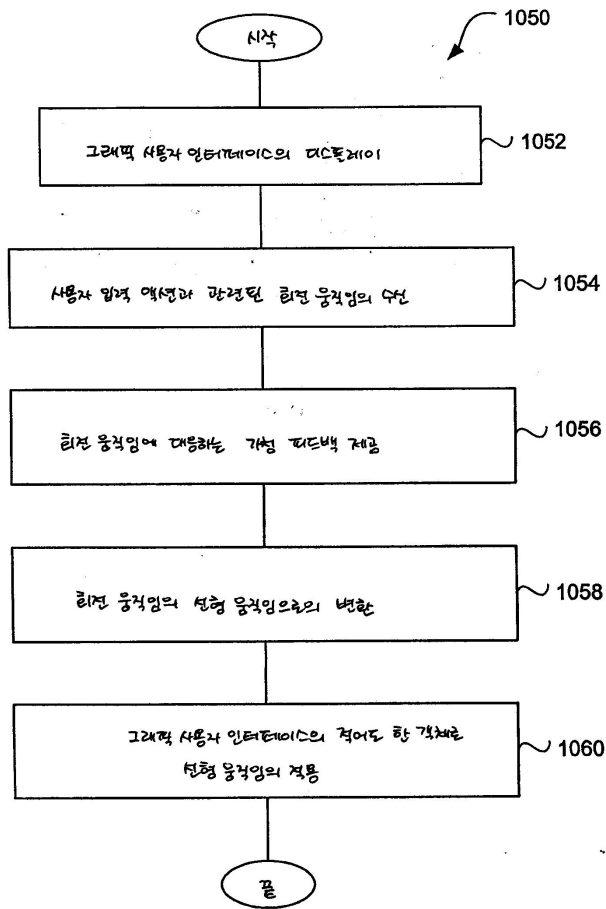 1050
시작
그래픽 사용자 인터페이스의 디스플레이
1052
사용자 입력 액션과 관련된 회전 움직임의 수신
1054
회전 움직임에 대응하는 가청 피드백 제공
1056
회전 움직임의 선형 움직임으로의 변환
1058
그래픽 사용자 인터페이스의 적어도 한 객체로
선형 움직임의 적용
1060
끝